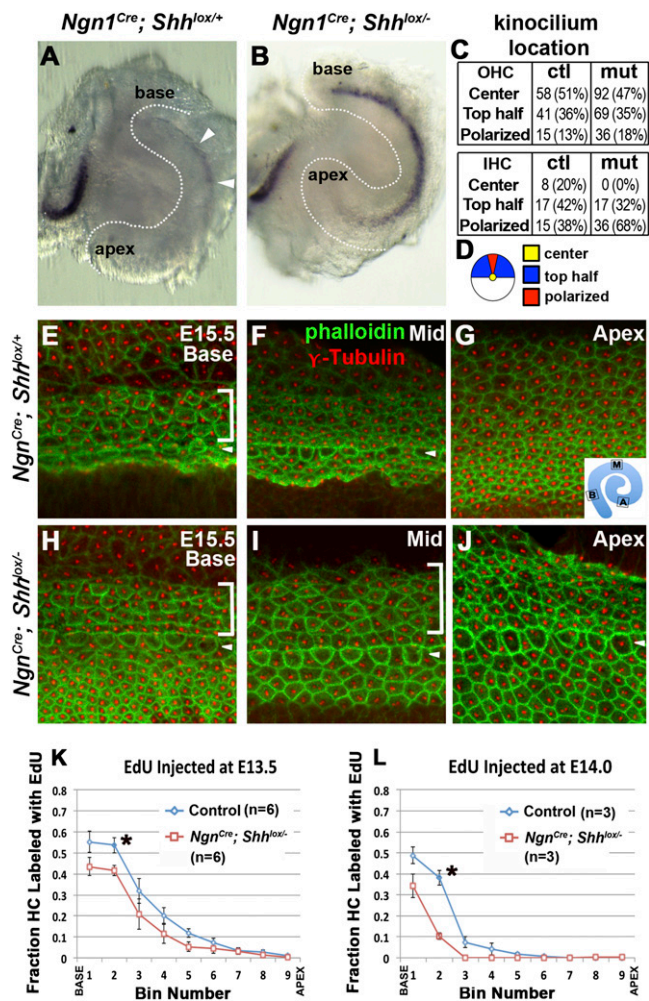 Ngn1Cre; Shhlox/+
Ngn1Cre; Shhlox/-
kinocilium location
A
base
apex
B
base
apex
C
OHC ctl mut
Center 58 (51%) 92 (47%)
Top half 41 (36%) 69 (35%)
Polarized 15 (13%) 36 (18%)
IHC ctl mut
Center 8 (20%) 0 (0%)
Top half 17 (42%) 17 (32%)
Polarized 15 (38%) 36 (68%)
D
center
top half
polarized
NgnCre; Shhlox/+
E E15.5
Base
F phalloidin Mid
γ-Tubulin
G Apex
M
B
A
NgnCre; Shhlox/-
H E15.5
Base
I Mid
J Apex
K EdU Injected at E13.5
Fraction HC Labeled with EdU
0.8
0.7
0.6
0.5
0.4
0.3
0.2
0.1
0
Control (n=6)
NgnCre; Shhlox/-
(n=6)
*
BASE 1 2 3 4 5 6 7 8 9 APEX
Bin Number
L EdU Injected at E14.0
Fraction HC Labeled with EdU
0.8
0.7
0.6
0.5
0.4
0.3
0.2
0.1
0
Control (n=3)
NgnCre; Shhlox/-
(n=3)
*
BASE 1 2 3 4 5 6 7 8 9 APEX
Bin Number